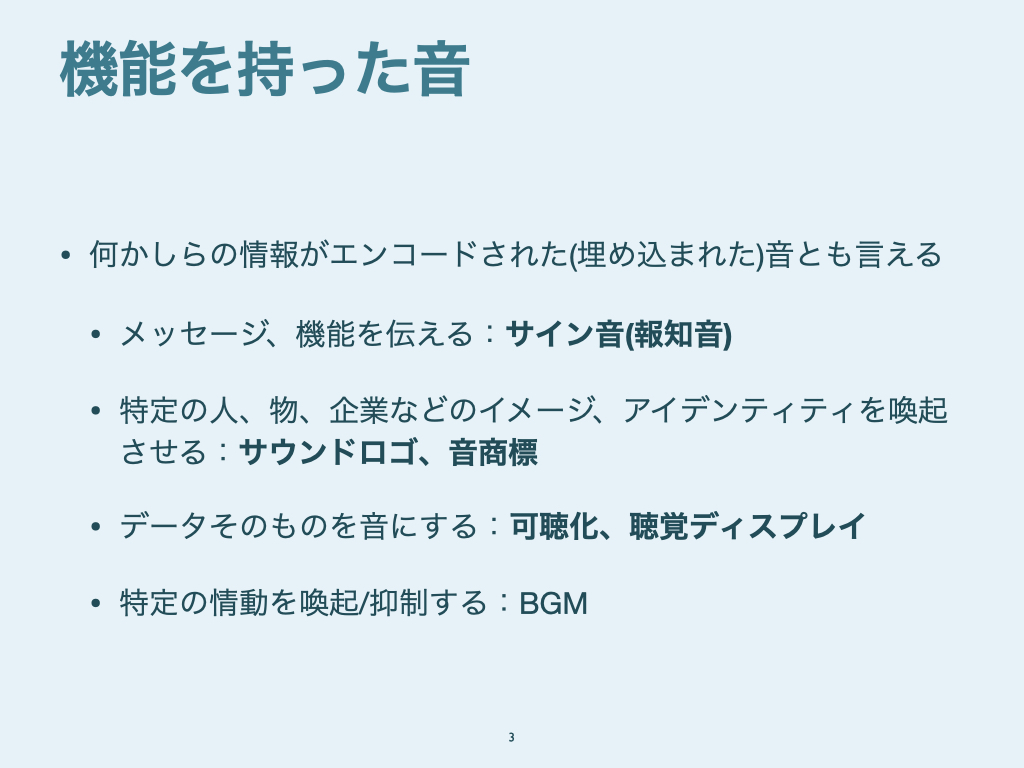 機能を持った音
• 何かしらの情報がエンコードされた(埋め込まれた)音とも言える
• メッセージ、機能を伝える：サイン音(報知音)
• 特定の人、物、企業などのイメージ、アイデンティティを喚起
させる：サウンドロゴ、音商標
• データそのものを音にする：可聴化、聴覚ディスプレイ
• 特定の情動を喚起/抑制する：BGM
3